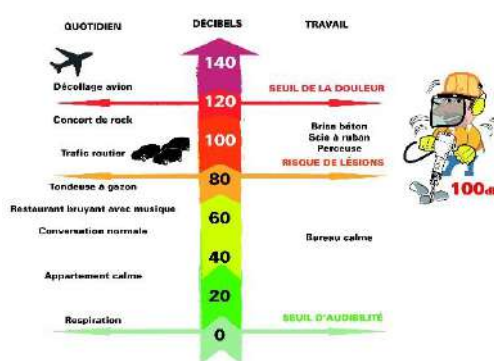 QUOTIDIEN
DÉCIBELS
TRAVAIL
140
Décollage avion
SEUIL DE LA DOULEUR
120
Concert de rock
Brise béton
100
Scie à ruban
Trafic routier
Perceuse
RISQUE DE LÉSIONS
80
Tondeuse à gazon
100dB
Restaurant bruyant avec musique
60
Conversation normale
Bureau calme
40
Appartement calme
20
Respiration
SEUIL D'AUDIBILITÉ
0